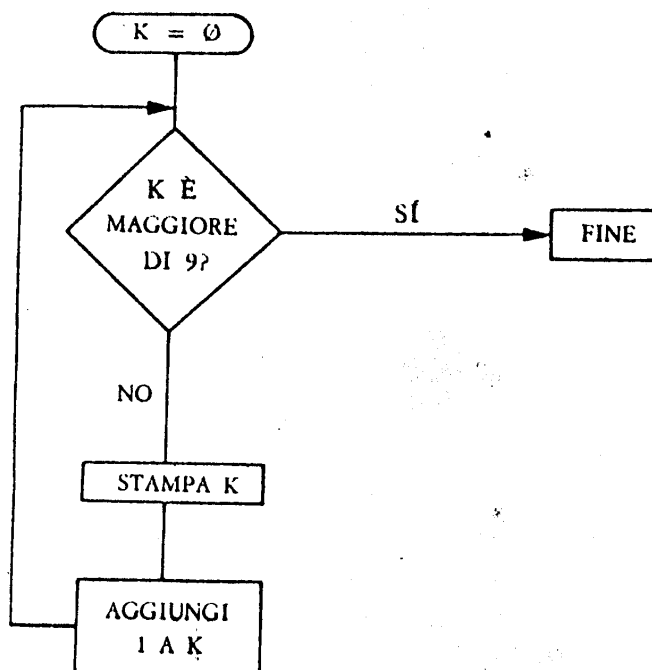 K = Ø
K È
MAGGIORE
DI 9?
SÍ
FINE
NO
STAMPA K
AGGIUNGI
1 A K